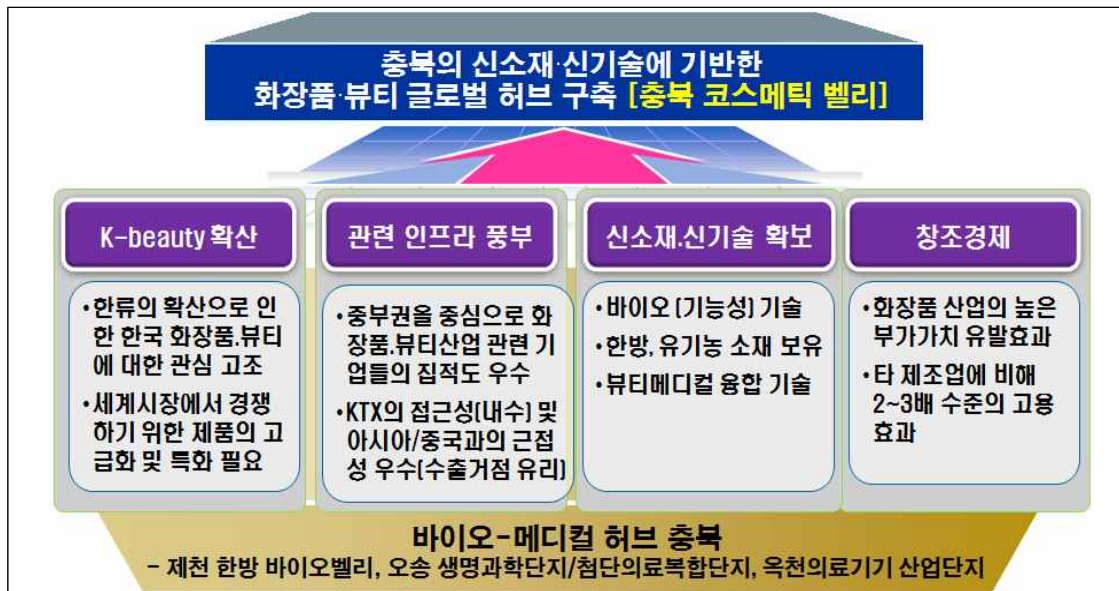 충북의 신소재·신기술에 기반한
화장품·뷰티 글로벌 허브 구축 [충북 코스메틱 벨리]
K-beauty 확산
•한류의 확산으로 인
한 한국 화장품.뷰티
에 대한 관심 고조
•세계시장에서 경쟁
하기 위한 제품의 고
급화 및 특화 필요
관련 인프라 풍부
•중부권을 중심으로 화
장품.뷰티산업 관련 기
업들의 집적도 우수
•KTX의 접근성(내수) 및
아시아/중국과의 근접
성 우수(수출거점 유리)
신소재.신기술 확보
•바이오 (기능성) 기술
•한방, 유기농 소재 보유
•뷰티메디컬 융합 기술
창조경제
•화장품 산업의 높은
부가가치 유발효과
•타 제조업에 비해
2~3배 수준의 고용
효과
바이오-메디컬 허브 충북
- 제천 한방 바이오벨리, 오송 생명과학단지/첨단의료복합단지, 옥천의료기기 산업단지